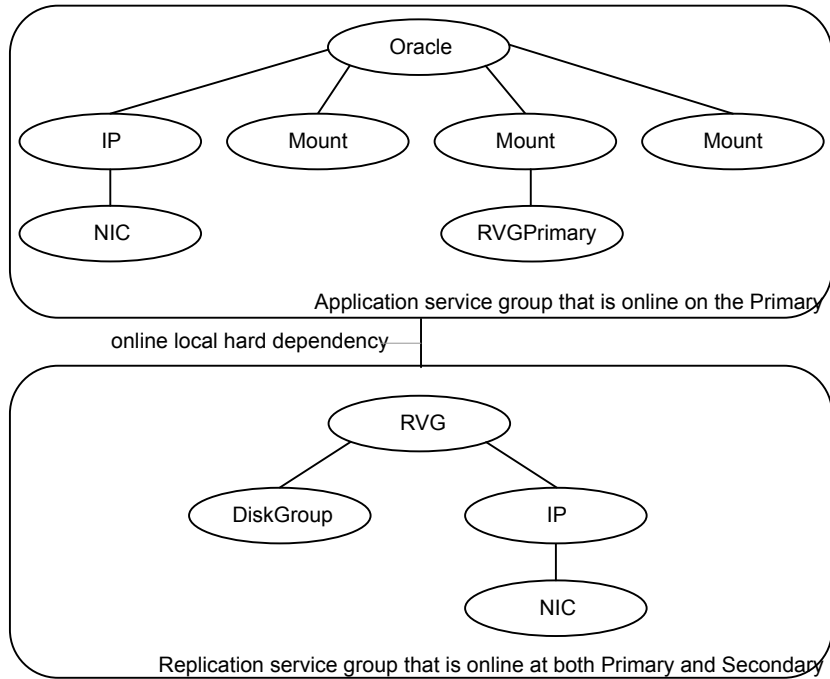 Oracle
IP
Mount
Mount
Mount
NIC
RVGPrimary
Application service group that is online on the Primary
online local hard dependency
RVG
DiskGroup
IP
NIC
Replication service group that is online at both Primary and Secondary